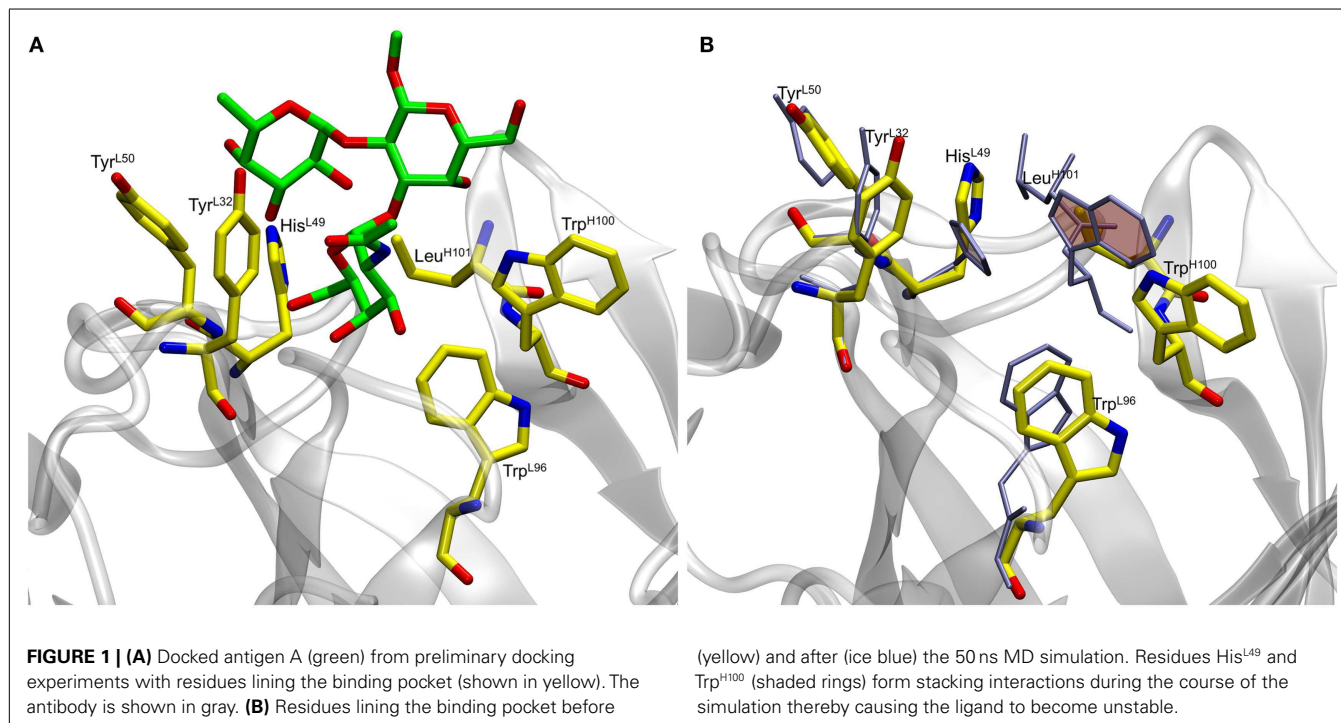 A
Tyr^L50
Tyr^L32
His^L49
Leu^H101
Trp^H100
Trp^L96
B
Tyr^L50
Tyr^L32
His^L49
Leu^H101
Trp^H100
Trp^L96
FIGURE 1 | (A) Docked antigen A (green) from preliminary docking
experiments with residues lining the binding pocket (shown in yellow). The
antibody is shown in gray. (B) Residues lining the binding pocket before
(yellow) and after (ice blue) the 50 ns MD simulation. Residues His^L49 and
Trp^H100 (shaded rings) form stacking interactions during the course of the
simulation thereby causing the ligand to become unstable.